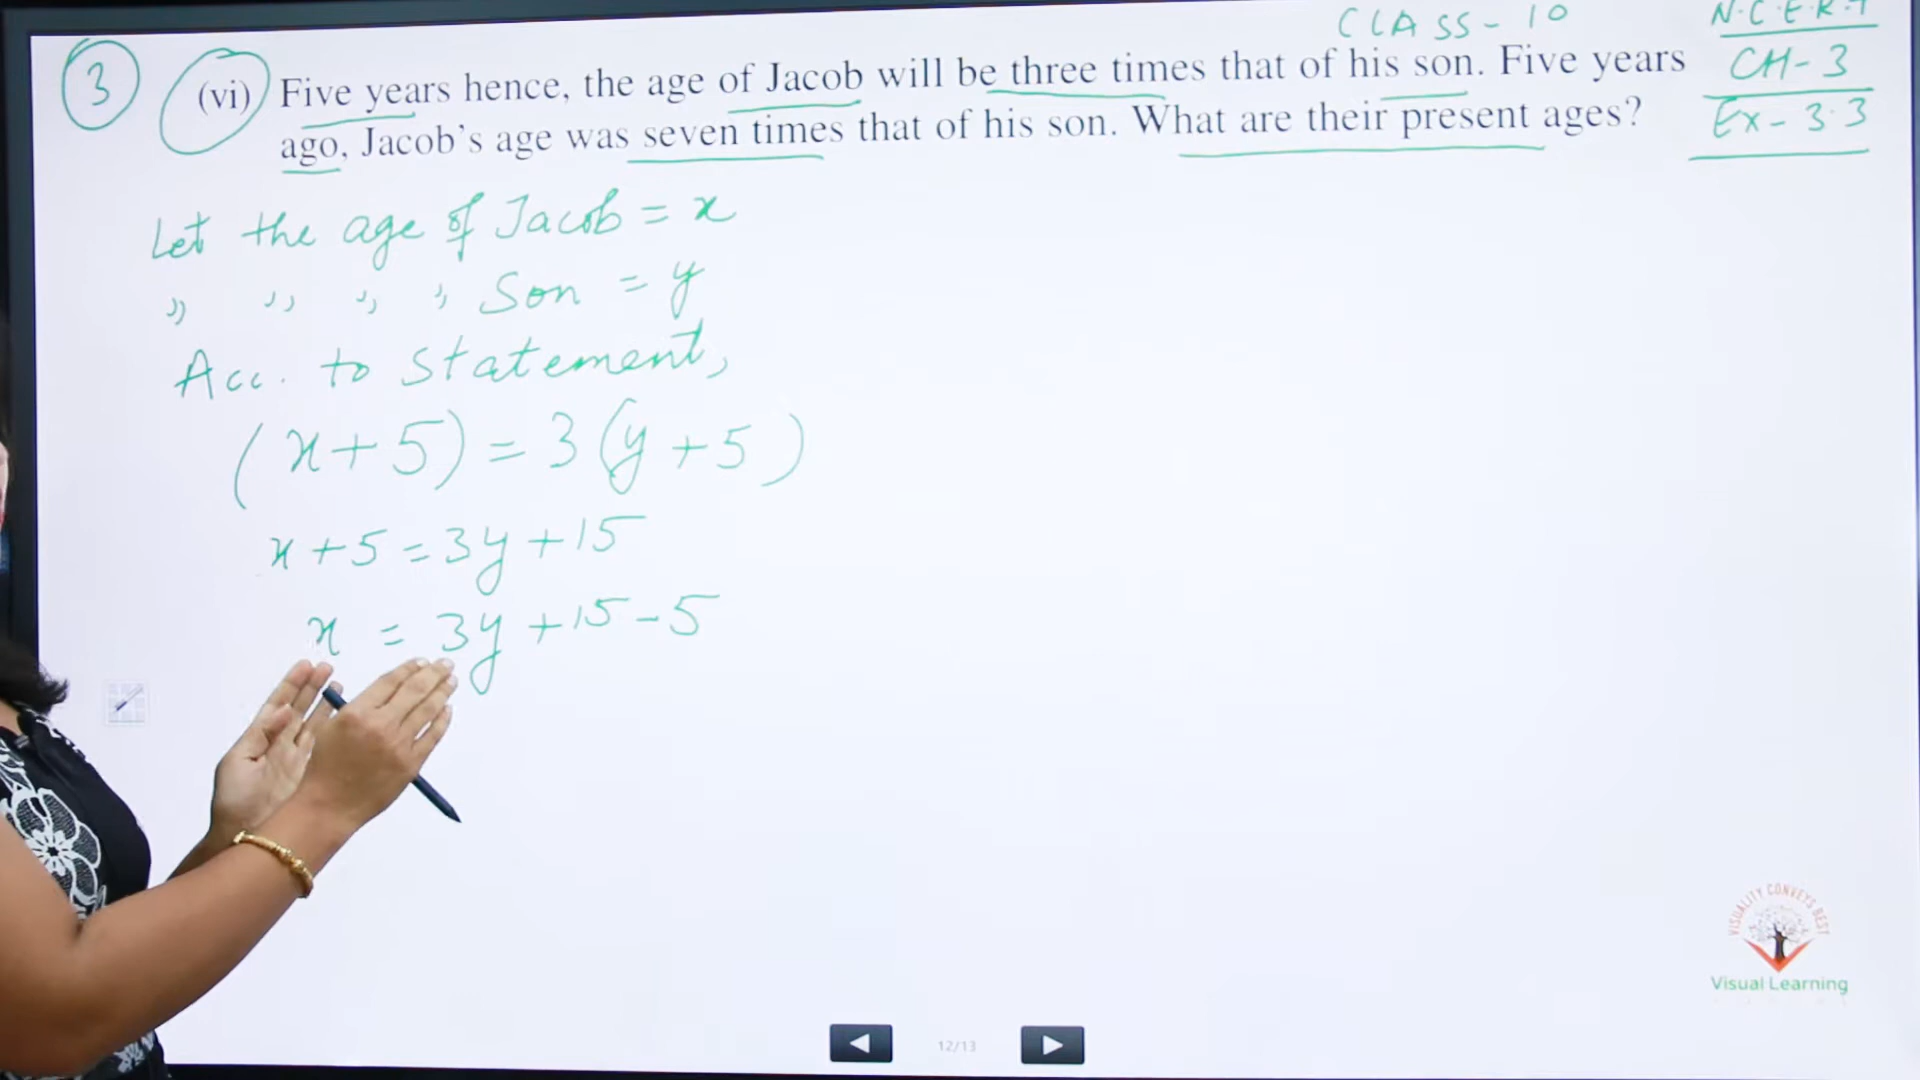 CLASS - 10
N.C.E.R.T
CH - 3
Ex - 3.3
3
(vi) Five years hence, the age of Jacob will be three times that of his son. Five years
ago, Jacob's age was seven times that of his son. What are their present ages?
Let the age of Jacob = x
" " " " Son = y
Acc. to statement,
(x + 5) = 3(y + 5)
x + 5 = 3y + 15
x = 3y + 15 - 5
VISUALITY CONVEYS BEST
Visual Learning
12/13